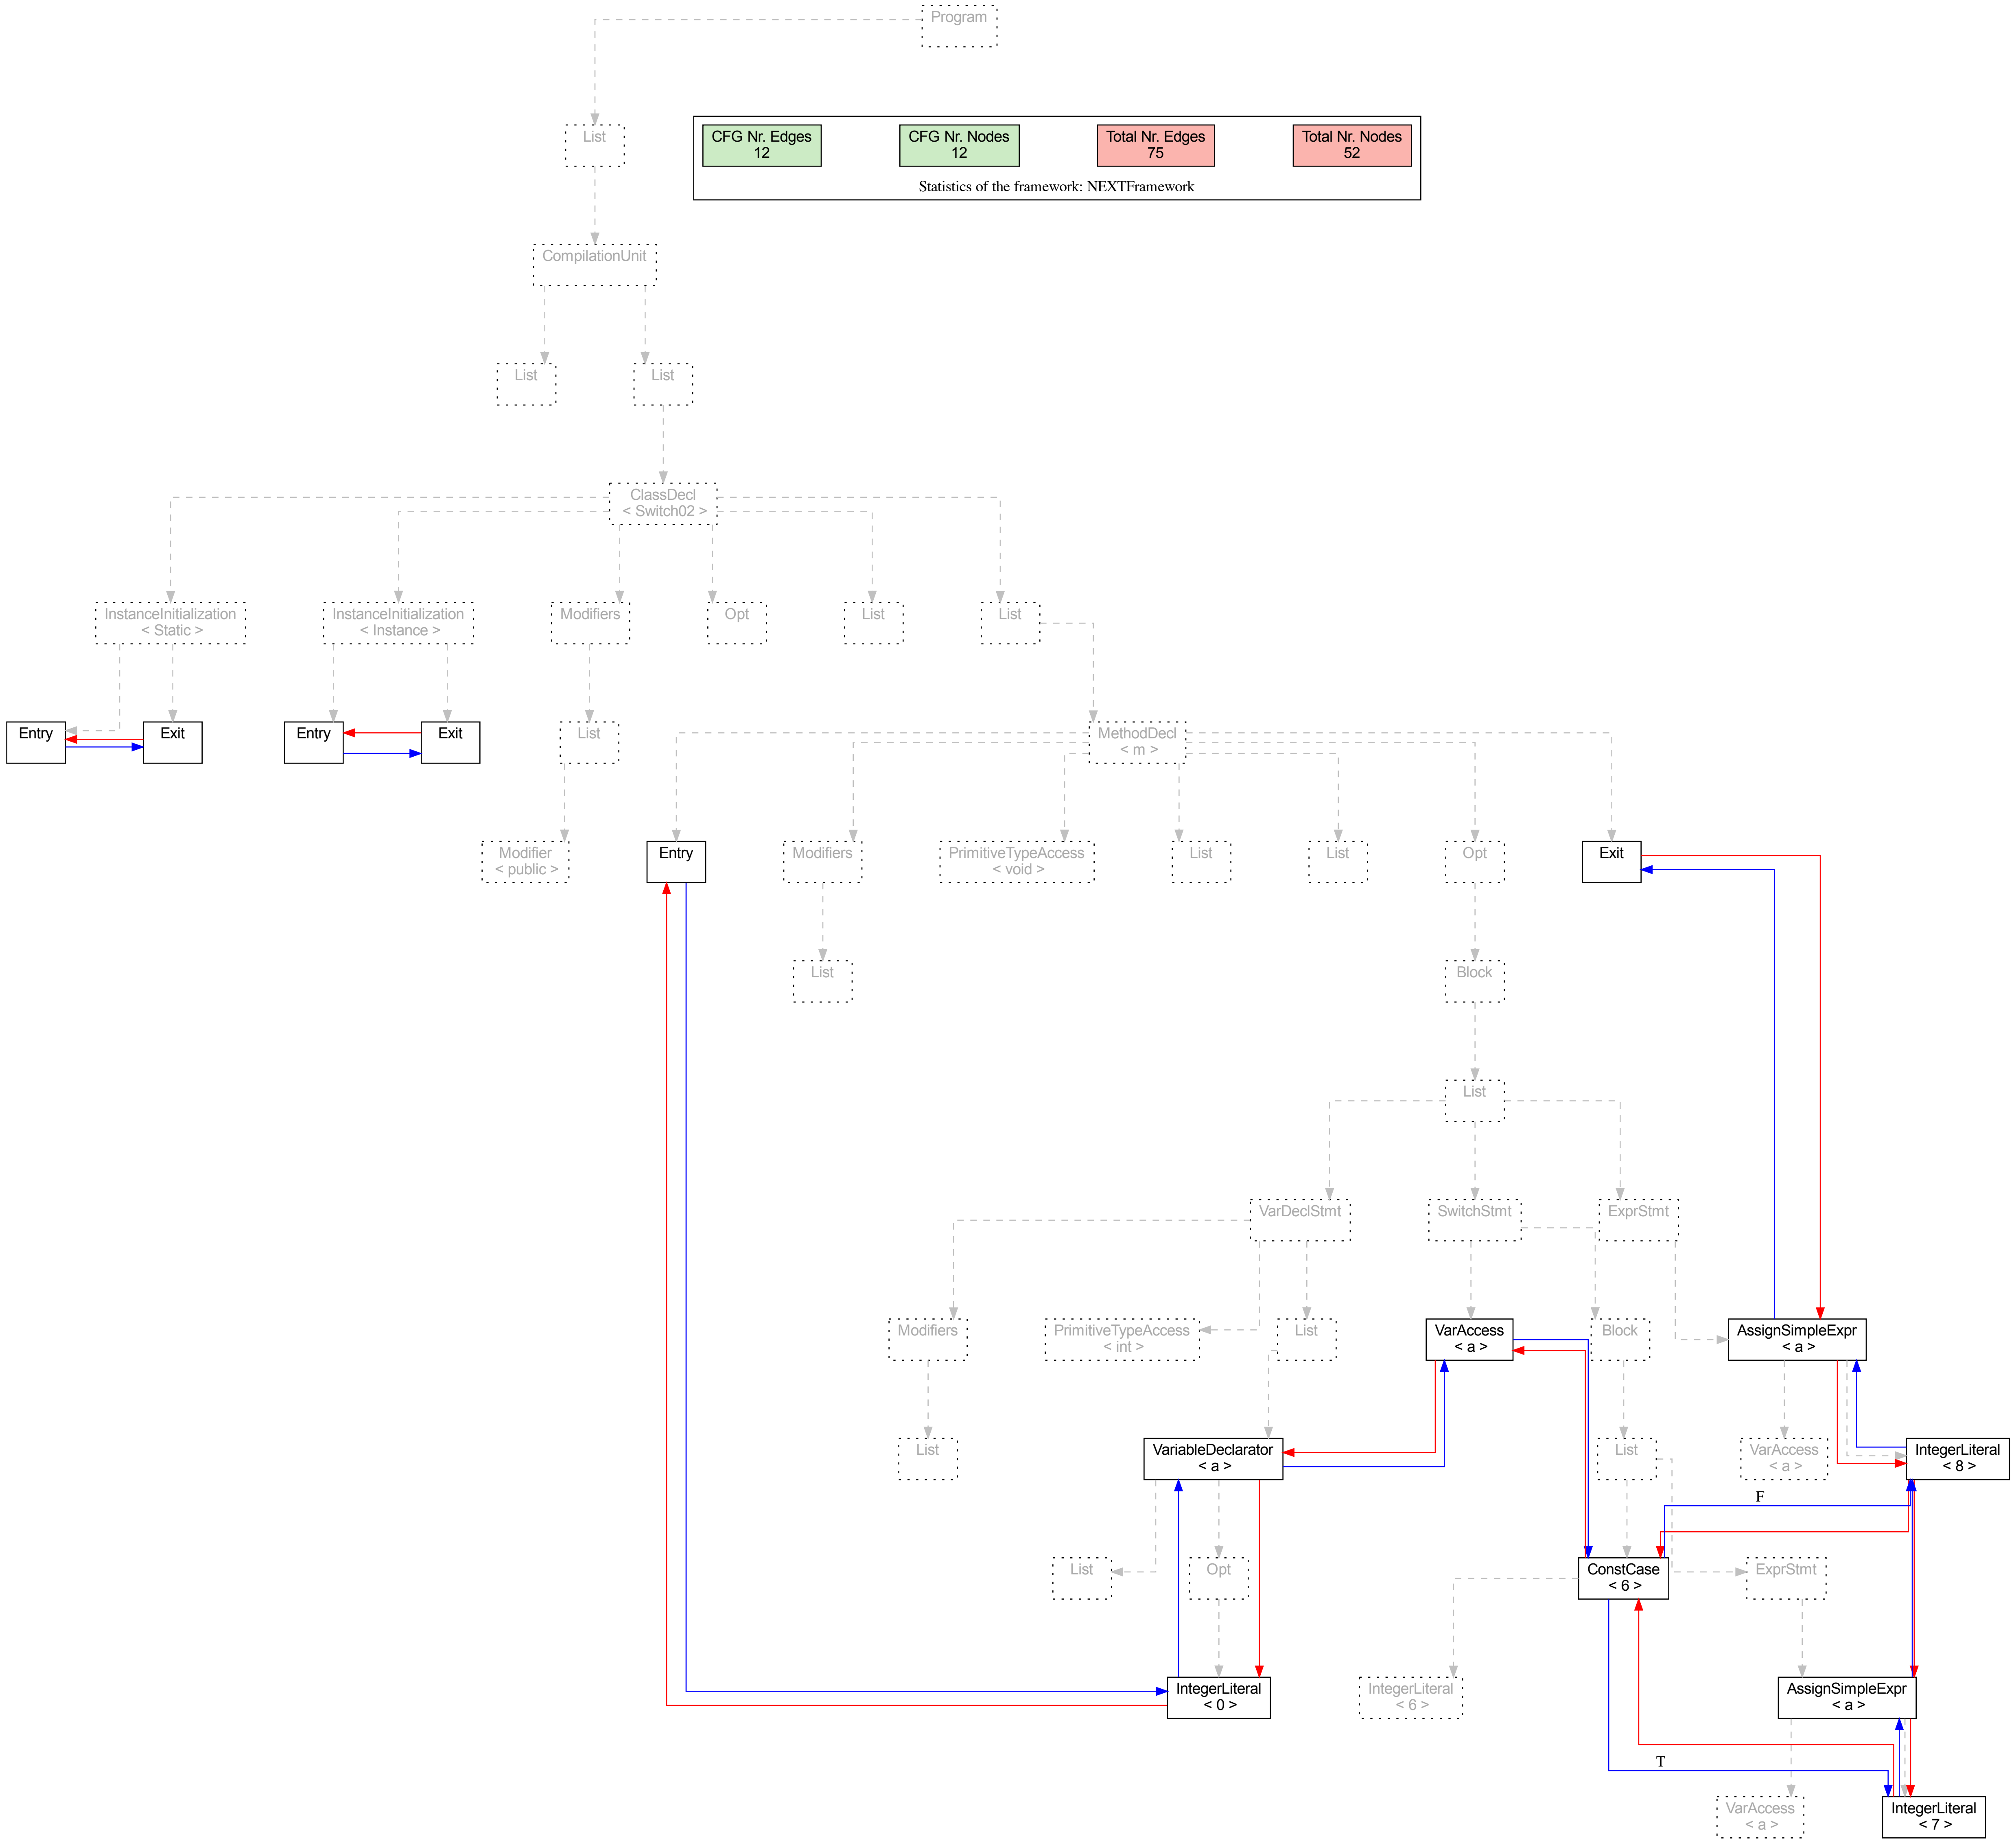 Program
List
CFG Nr. Edges
12
CFG Nr. Nodes
12
Total Nr. Edges
75
Total Nr. Nodes
52
Statistics of the framework: NEXTFramework
CompilationUnit
List
List
ClassDecl
< Switch02 >
InstanceInitialization
< Static >
InstanceInitialization
< Instance >
Modifiers
Opt
List
List
Entry
Exit
Entry
Exit
List
MethodDecl
< m >
Modifier
< public >
Entry
Modifiers
PrimitiveTypeAccess
< void >
List
List
Opt
Exit
List
Block
List
VarDeclStmt
SwitchStmt
ExprStmt
Modifiers
PrimitiveTypeAccess
< int >
List
VarAccess
< a >
Block
AssignSimpleExpr
< a >
List
VariableDeclarator
< a >
List
VarAccess
< a >
IntegerLiteral
< 8 >
F
List
Opt
ConstCase
< 6 >
ExprStmt
IntegerLiteral
< 0 >
IntegerLiteral
< 6 >
AssignSimpleExpr
< a >
T
VarAccess
< a >
IntegerLiteral
< 7 >